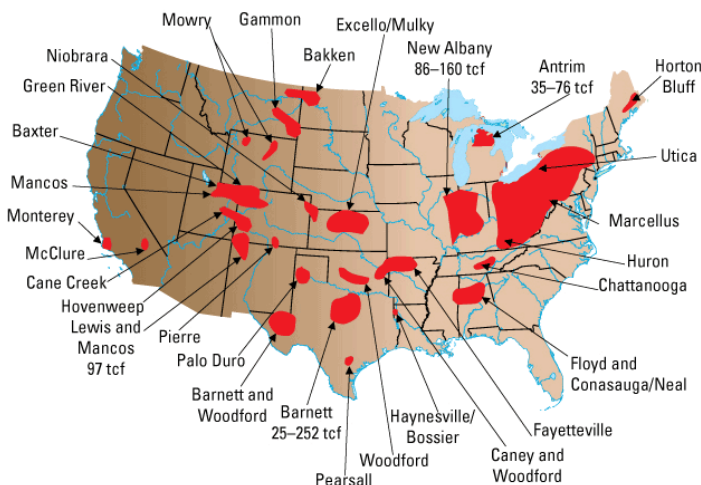 Mowry
Gammon
Excello/Mulky
New Albany
86–160 tcf
Antrim
35–76 tcf
Horton
Bluff
Niobrara
Bakken
Green River
Baxter
Utica
Mancos
Monterey
Marcellus
McClure
Huron
Cane Creek
Chattanooga
Hovenweep
Lewis and
Mancos
97 tcf
Pierre
Palo Duro
Floyd and
Conasauga/Neal
Barnett and
Woodford
Barnett
25–252 tcf
Haynesville/
Bossier
Fayetteville
Woodford
Caney and
Woodford
Pearsall